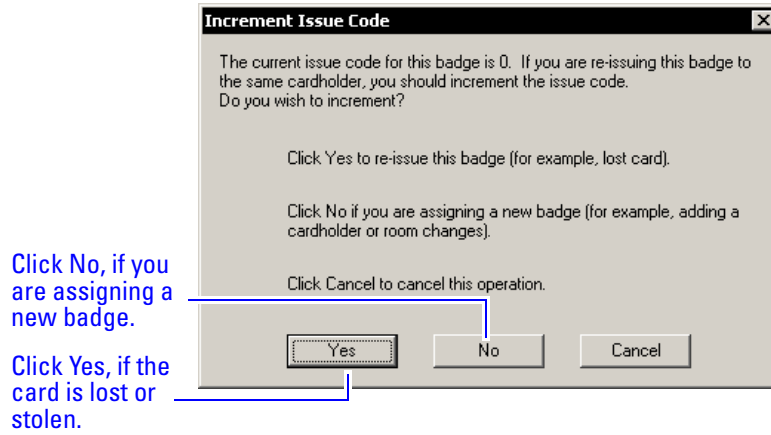 Increment Issue Code
The current issue code for this badge is 0.  If you are re-issuing this badge to
the same cardholder, you should increment the issue code.
Do you wish to increment?
Click Yes to re-issue this badge (for example, lost card).
Click No if you are assigning a new badge (for example, adding a
cardholder or room changes).
Click Cancel to cancel this operation.
Yes
No
Cancel
Click No, if you
are assigning a
new badge.
Click Yes, if the
card is lost or
stolen.